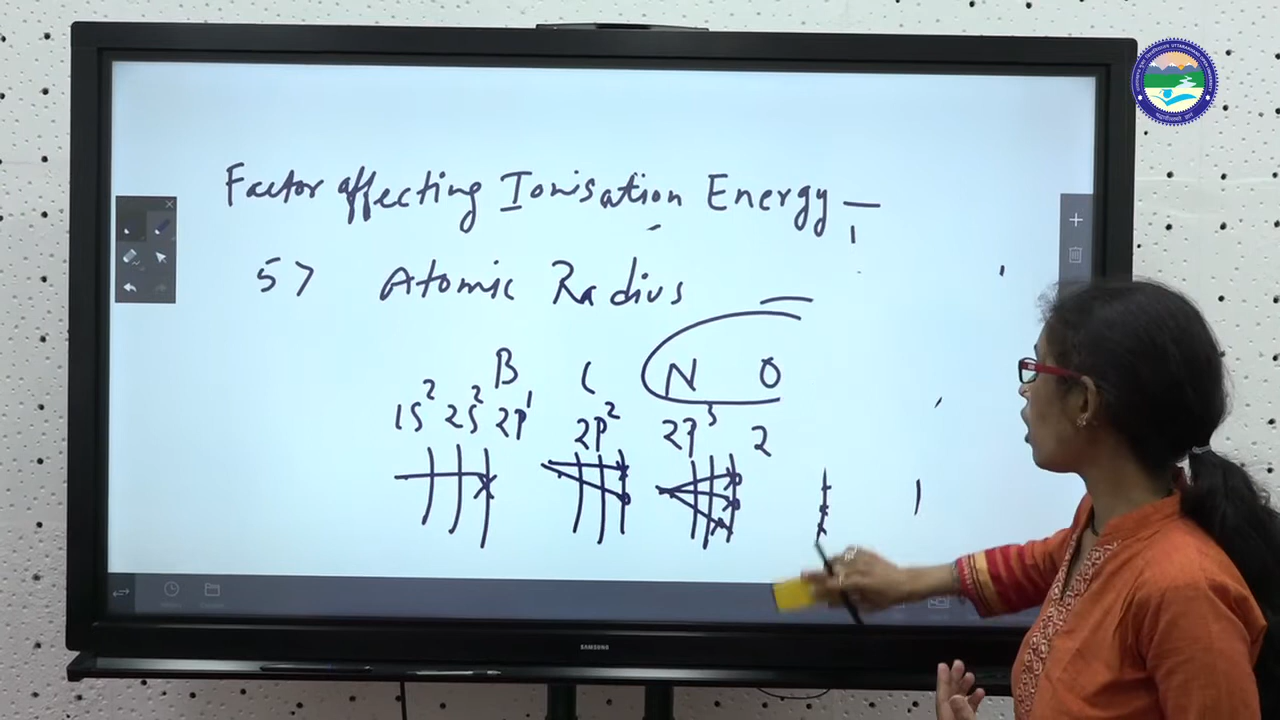 Factor affecting Ionisation Energy –
5> Atomic Radius
B C N O
1S² 2S² 2P¹ 2P² 2P³ 2
SAMSUNG